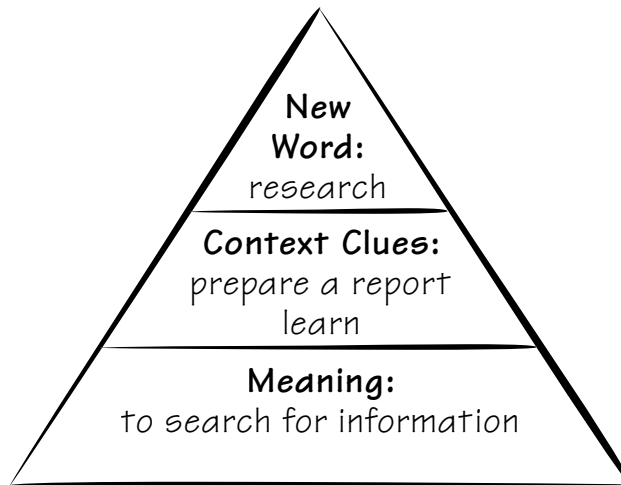 New
Word:
research
Context Clues:
prepare a report
learn
Meaning:
to search for information